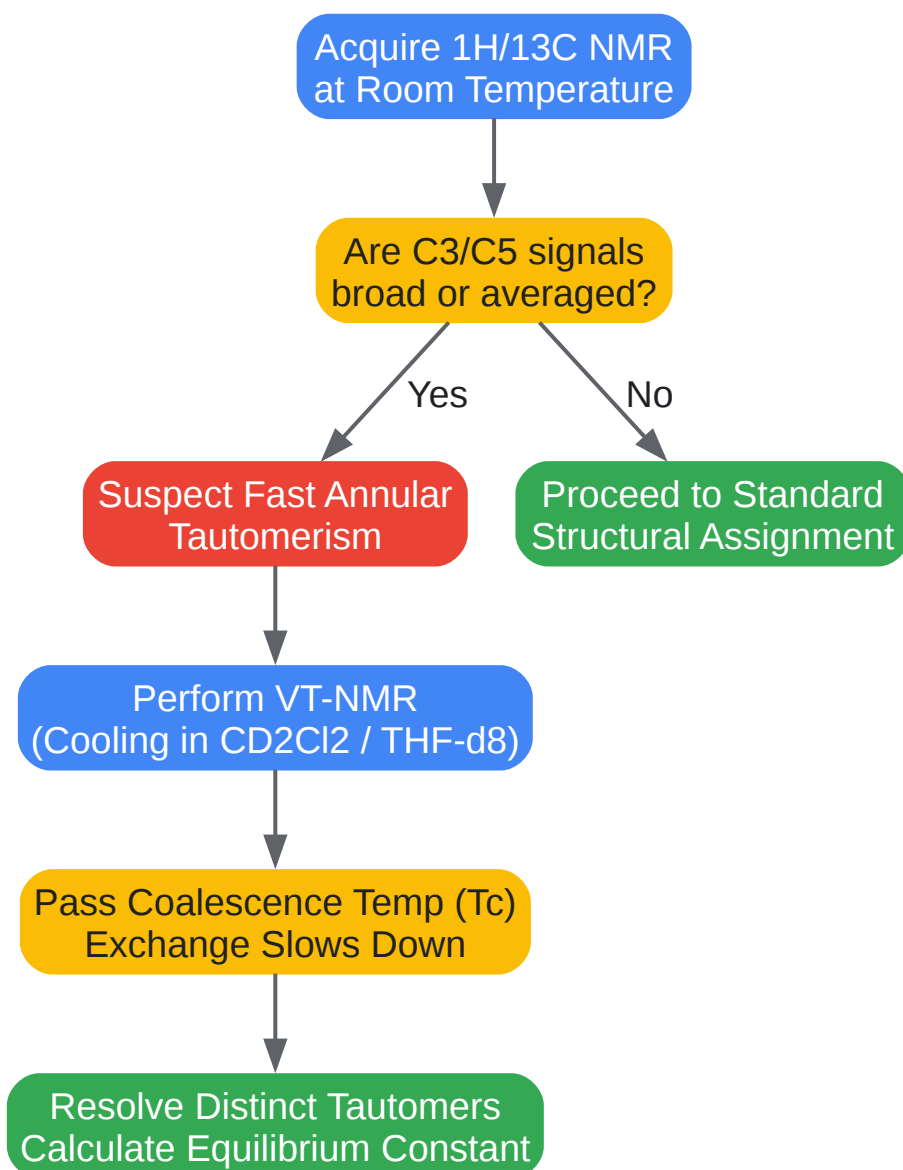 Acquire 1H/13C NMR
at Room Temperature
Are C3/C5 signals
broad or averaged?
Yes
No
Suspect Fast Annular
Tautomerism
Proceed to Standard
Structural Assignment
Perform VT-NMR
(Cooling in CD2Cl2 / THF-d8)
Pass Coalescence Temp (Tc)
Exchange Slows Down
Resolve Distinct Tautomers
Calculate Equilibrium Constant